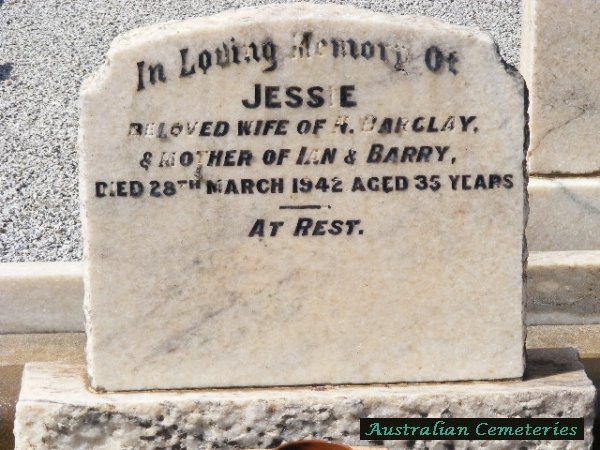 In Loving Memory Of
JESSIE
BELOVED WIFE OF H. BARCLAY,
& MOTHER OF IAN & BARRY,
DIED 28TH MARCH 1942 AGED 35 YEARS
AT REST.
Australian Cemeteries